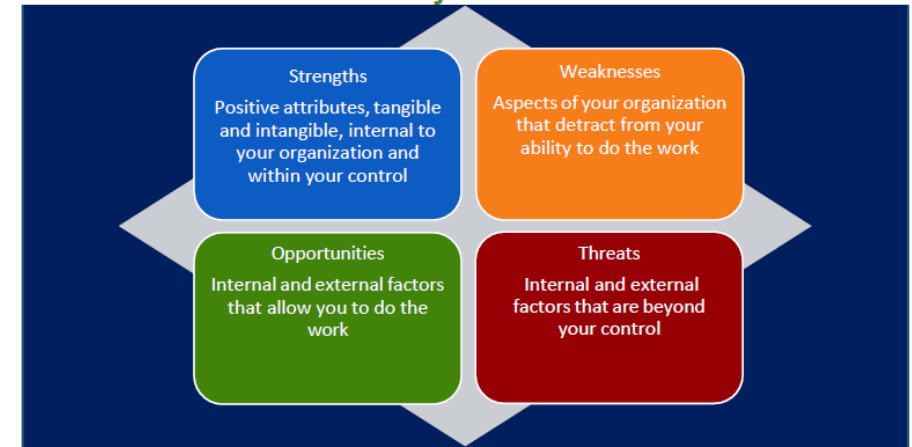 Strengths
Positive attributes, tangible
and intangible, internal to
your organization and
within your control
Weaknesses
Aspects of your organization
that detract from your
ability to do the work
Opportunities
Internal and external factors
that allow you to do the
work
Threats
Internal and external
factors that are beyond
your control